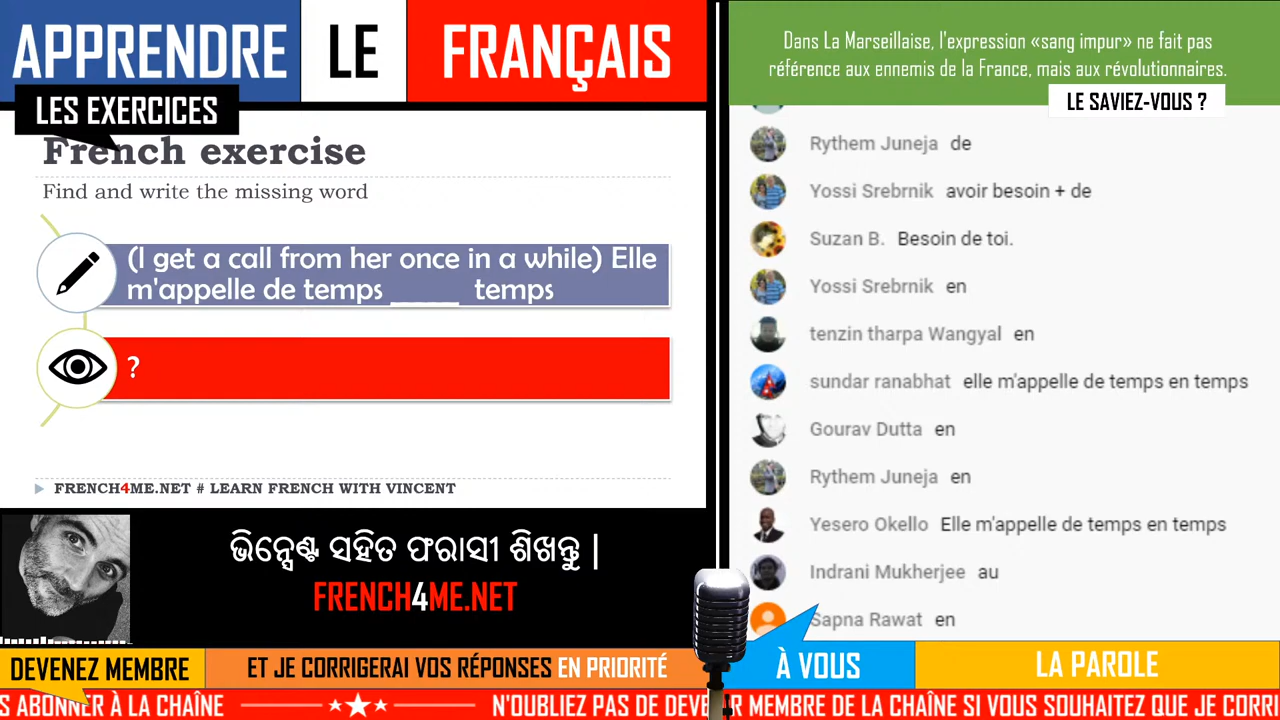 APPRENDRE LE FRANÇAIS
LES EXERCICES
French exercise
Find and write the missing word
(I get a call from her once in a while) Elle
m'appelle de temps _____ temps
?
FRENCH4ME.NET # LEARN FRENCH WITH VINCENT
ଭିନ୍ସେଣ୍ଟ ସହିତ ଫରାସୀ ଶିଖନ୍ତୁ |
FRENCH4ME.NET
Dans La Marseillaise, l'expression «sang impur» ne fait pas
référence aux ennemis de la France, mais aux révolutionnaires.
LE SAVIEZ-VOUS ?
Rythem Juneja de
Yossi Srebrnik avoir besoin + de
Suzan B. Besoin de toi.
Yossi Srebrnik en
tenzin tharpa Wangyal en
sundar ranabhat elle m'appelle de temps en temps
Gourav Dutta en
Rythem Juneja en
Yesero Okello Elle m'appelle de temps en temps
Indrani Mukherjee au
Sapna Rawat en
DEVENEZ MEMBRE ET JE CORRIGERAI VOS RÉPONSES EN PRIORITÉ
À VOUS LA PAROLE
S ABONNER À LA CHAÎNE N'OUBLIEZ PAS DE DEVE R MEMBRE DE LA CHAÎNE SI VOUS SOUHAITEZ QUE JE CORRI